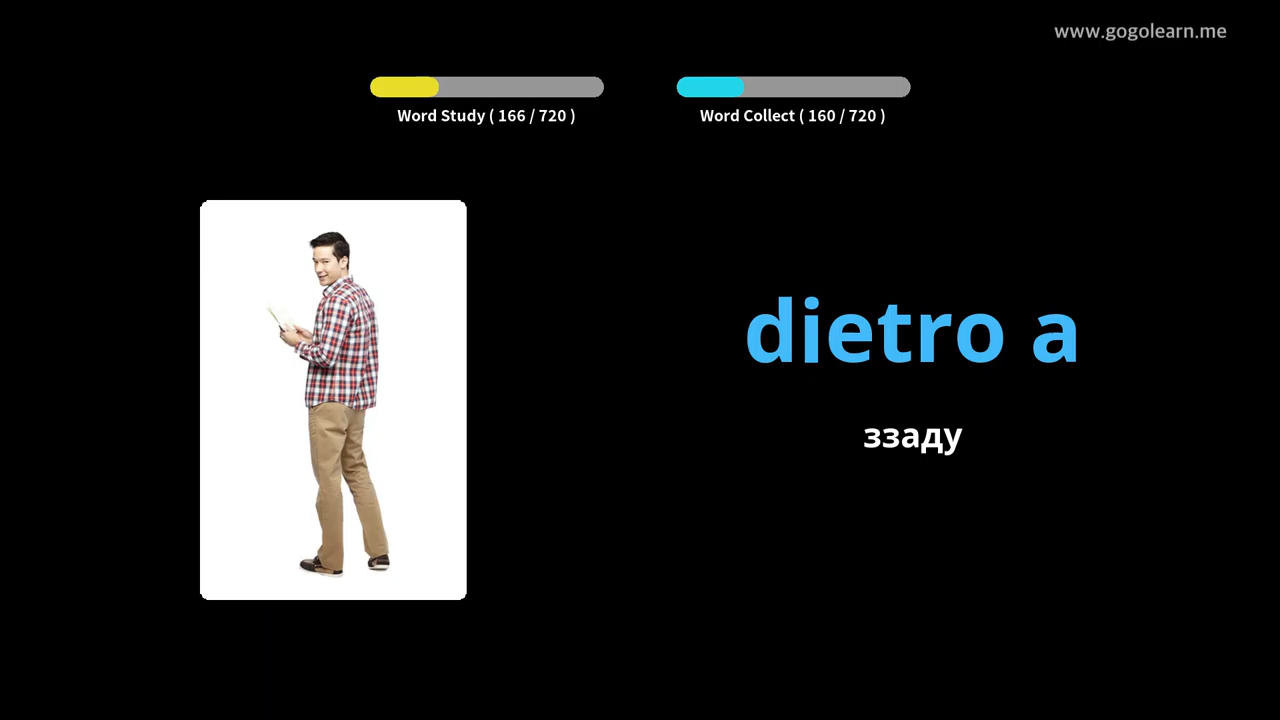 www.gogolearn.me
Word Study ( 166 / 720 )
Word Collect ( 160 / 720 )
dietro a
ззаду